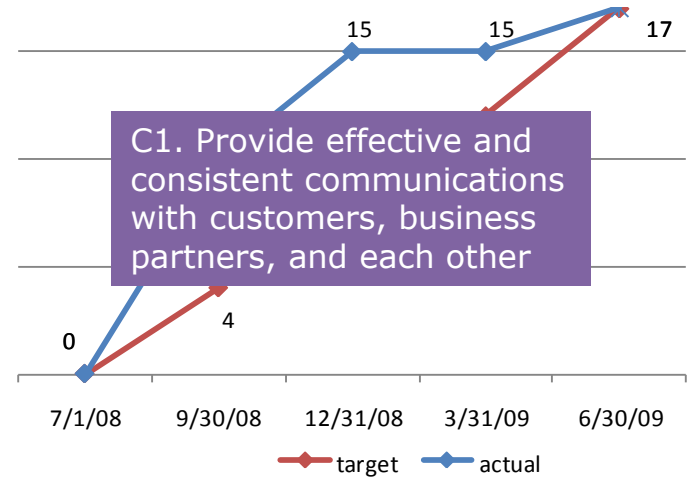 15 15 17
C1. Provide effective and
consistent communications
with customers, business
partners, and each other
4
0
7/1/08 9/30/08 12/31/08 3/31/09 6/30/09
target actual